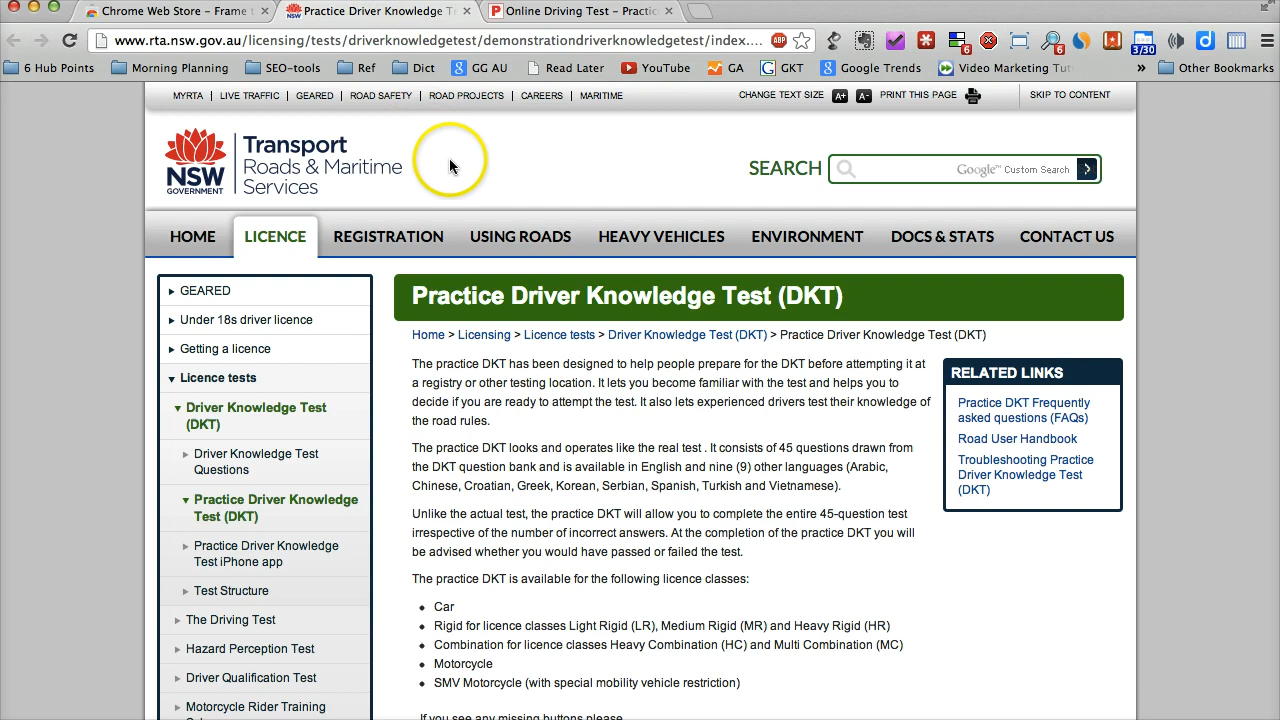 Chrome Web Store – Frame t
Practice Driver Knowledge T
Online Driving Test – Practic
www.rta.nsw.gov.au/licensing/tests/driverknowledgetest/demonstrationdriverknowledgetest/index....
ABP
6
6
3/30
6 Hub Points
Morning Planning
SEO-tools
Ref
Dict
GG AU
Read Later
YouTube
GA
GKT
Google Trends
Video Marketing Tut
»
Other Bookmarks
MYRTA | LIVE TRAFFIC | GEARED | ROAD SAFETY | ROAD PROJECTS | CAREERS | MARITIME
CHANGE TEXT SIZE A+ A- PRINT THIS PAGE
SKIP TO CONTENT
NSW
GOVERNMENT
Transport
Roads & Maritime
Services
SEARCH
Google™ Custom Search
HOME
LICENCE
REGISTRATION
USING ROADS
HEAVY VEHICLES
ENVIRONMENT
DOCS & STATS
CONTACT US
GEARED
Under 18s driver licence
Getting a licence
Licence tests
Driver Knowledge Test
(DKT)
Driver Knowledge Test
Questions
Practice Driver Knowledge
Test (DKT)
Practice Driver Knowledge
Test iPhone app
Test Structure
The Driving Test
Hazard Perception Test
Driver Qualification Test
Motorcycle Rider Training
Practice Driver Knowledge Test (DKT)
Home > Licensing > Licence tests > Driver Knowledge Test (DKT) > Practice Driver Knowledge Test (DKT)
The practice DKT has been designed to help people prepare for the DKT before attempting it at
a registry or other testing location. It lets you become familiar with the test and helps you to
decide if you are ready to attempt the test. It also lets experienced drivers test their knowledge of
the road rules.
The practice DKT looks and operates like the real test . It consists of 45 questions drawn from
the DKT question bank and is available in English and nine (9) other languages (Arabic,
Chinese, Croatian, Greek, Korean, Serbian, Spanish, Turkish and Vietnamese).
Unlike the actual test, the practice DKT will allow you to complete the entire 45-question test
irrespective of the number of incorrect answers. At the completion of the practice DKT you will
be advised whether you would have passed or failed the test.
The practice DKT is available for the following licence classes:
Car
Rigid for licence classes Light Rigid (LR), Medium Rigid (MR) and Heavy Rigid (HR)
Combination for licence classes Heavy Combination (HC) and Multi Combination (MC)
Motorcycle
SMV Motorcycle (with special mobility vehicle restriction)
If you see any missing buttons please
RELATED LINKS
Practice DKT Frequently
asked questions (FAQs)
Road User Handbook
Troubleshooting Practice
Driver Knowledge Test
(DKT)